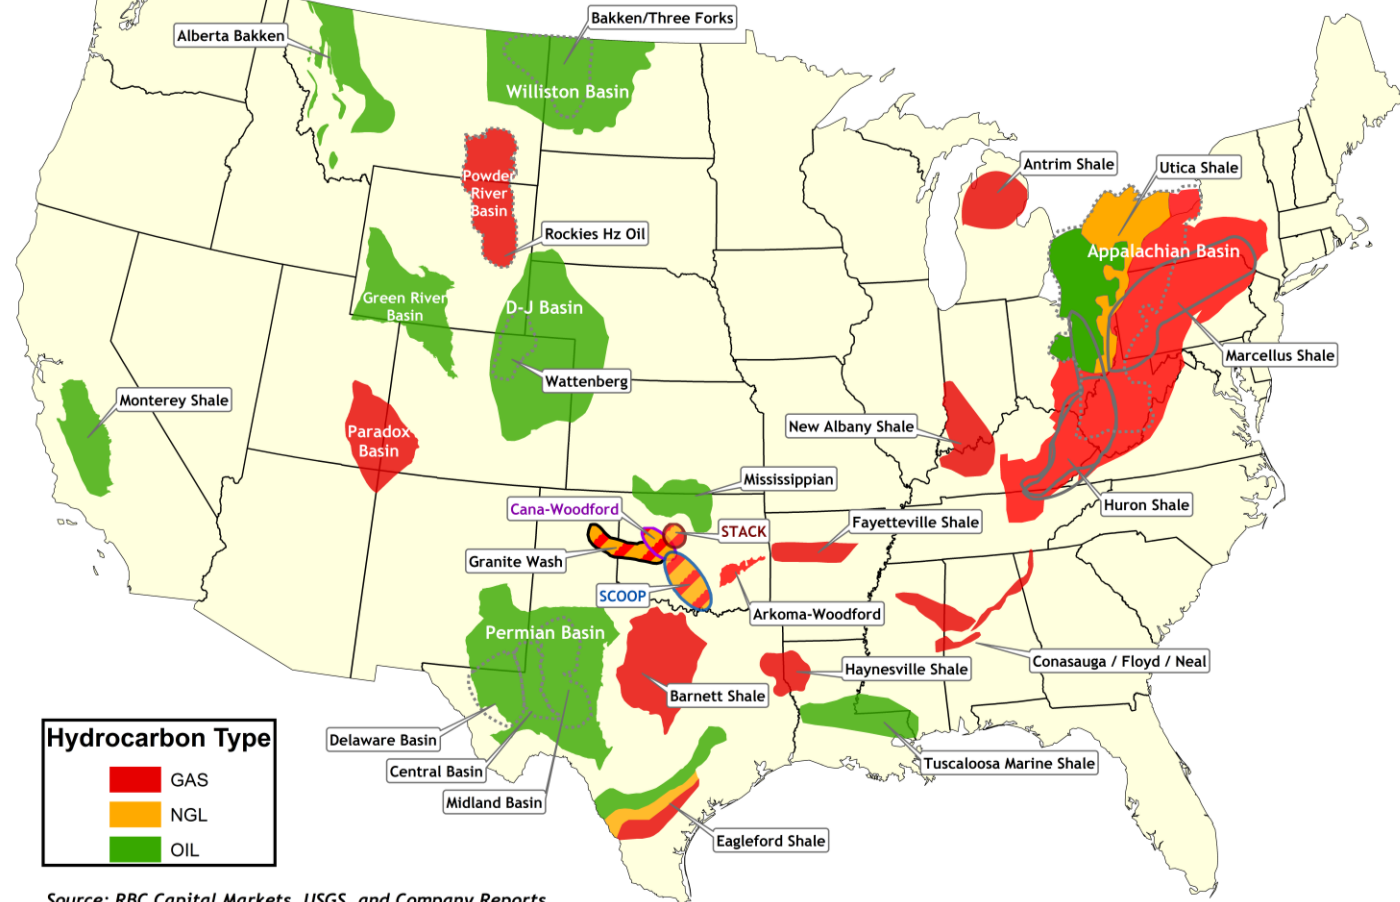 Bakken/Three Forks
Alberta Bakken
Williston Basin
Antrim Shale
Utica Shale
Powder
River
Basin
Rockies Hz Oil
Appalachian Basin
Green River
Basin
D-J Basin
Marcellus Shale
Wattenberg
Monterey Shale
New Albany Shale
Paradox
Basin
Mississippian
Huron Shale
Cana-Woodford
Fayetteville Shale
STACK
Granite Wash
SCOOP
Arkoma-Woodford
Permian Basin
Conasauga / Floyd / Neal
Haynesville Shale
Barnett Shale
Delaware Basin
Tuscaloosa Marine Shale
Central Basin
Midland Basin
Eagleford Shale
Hydrocarbon Type
GAS
NGL
OIL
Source: RBC Capital Markets, USGS, and Company Reports